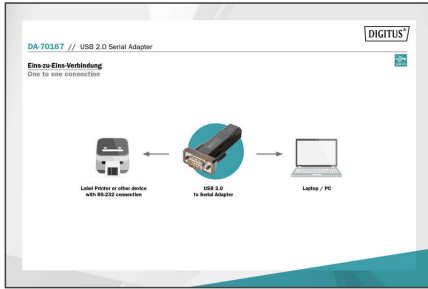 DIGITUS®
DA-70167 // USB 2.0 Serial Adapter
Eins-zu-Eins-Verbindung
One to one connection
Label Printer or other device
with RS-232 connection
USB 2.0
to Serial Adapter
Laptop / PC